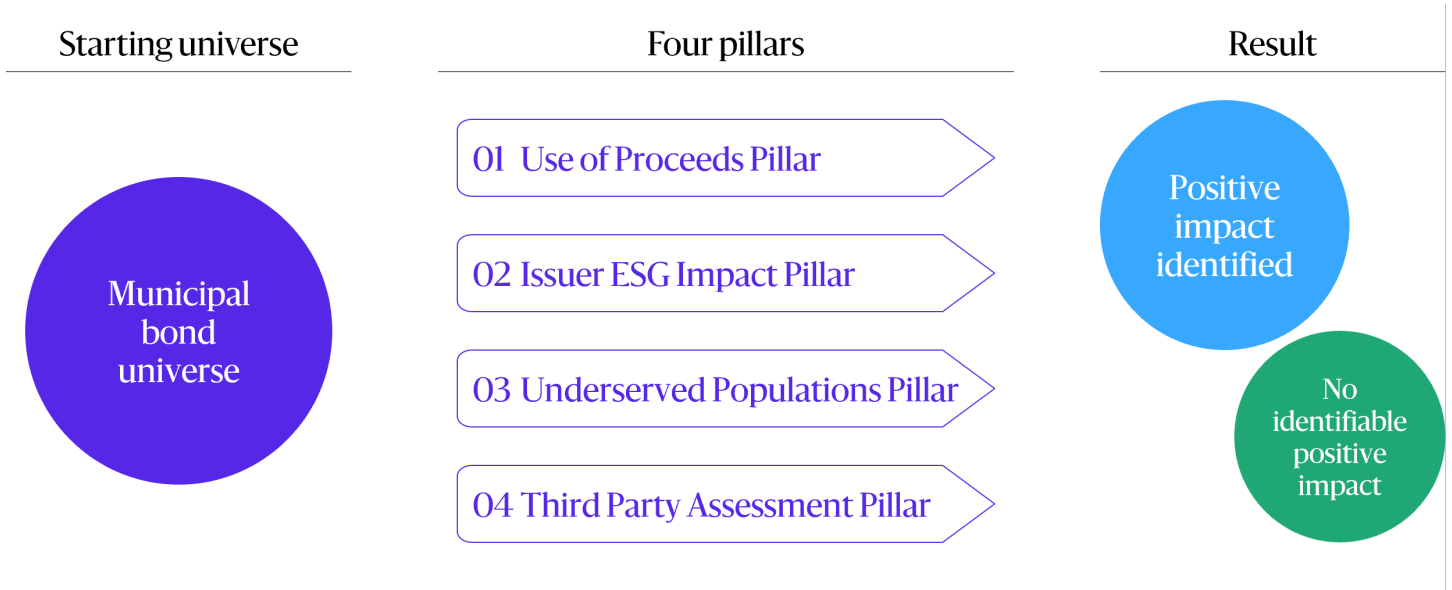 Starting universe
Municipal
bond
universe
Four pillars
01 Use of Proceeds Pillar
02 Issuer ESG Impact Pillar
03 Underserved Populations Pillar
04 Third Party Assessment Pillar
Result
Positive
impact
identified
No
identifiable
positive
impact